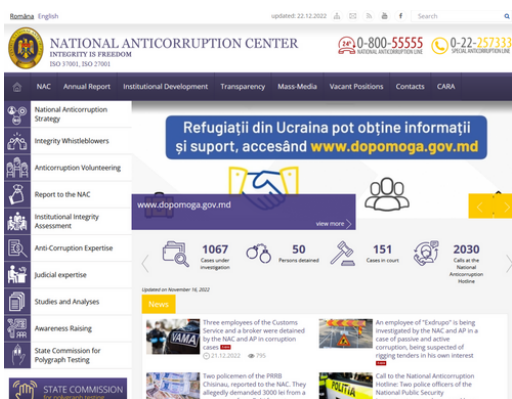 Română English
updated: 22.12.2022
Search
NATIONAL ANTICORRUPTION CENTER
INTEGRITY IS FREEDOM
ISO 37001, ISO 27001
0-800-55555
NATIONAL ANTICORRUPTION LINE
0-22-257333
SPECIAL ANTICORRUPTION LINE
NAC Annual Report Institutional Development Transparency Mass-Media Vacant Positions Contacts CARA
National Anticorruption
Strategy
Integrity Whistleblowers
Anticorruption Volunteering
Report to the NAC
Institutional Integrity
Assessment
Anti-Corruption Expertise
Judicial expertise
Studies and Analyses
Awareness Raising
State Commission for
Polygraph Testing
STATE COMMISSION
for polygraph testing
Refugiații din Ucraina pot obține informații
și suport, accesând www.dopomoga.gov.md
www.dopomoga.gov.md
view more
1067
Cases under
investigation
50
Persons detained
151
Cases in court
2030
Calls at the
National
Anticorruption
Hotline
Updated on November 16, 2022
News
Three employees of the Customs
Service and a broker were detained
by the NAC and AP in corruption
cases
21.12.2022 795
An employee of "Exdrupo" is being
investigated by the NAC and AP in a
case of passive and active
corruption, being suspected of
rigging tenders in his own interest
Two policemen of the PRRB
Chisinau, reported to the NAC. They
allegedly demanded 3000 lei from a
Call to the National Anticorruption
Hotline: Two police officers of the
National Public Security
VAMA
POLITIA